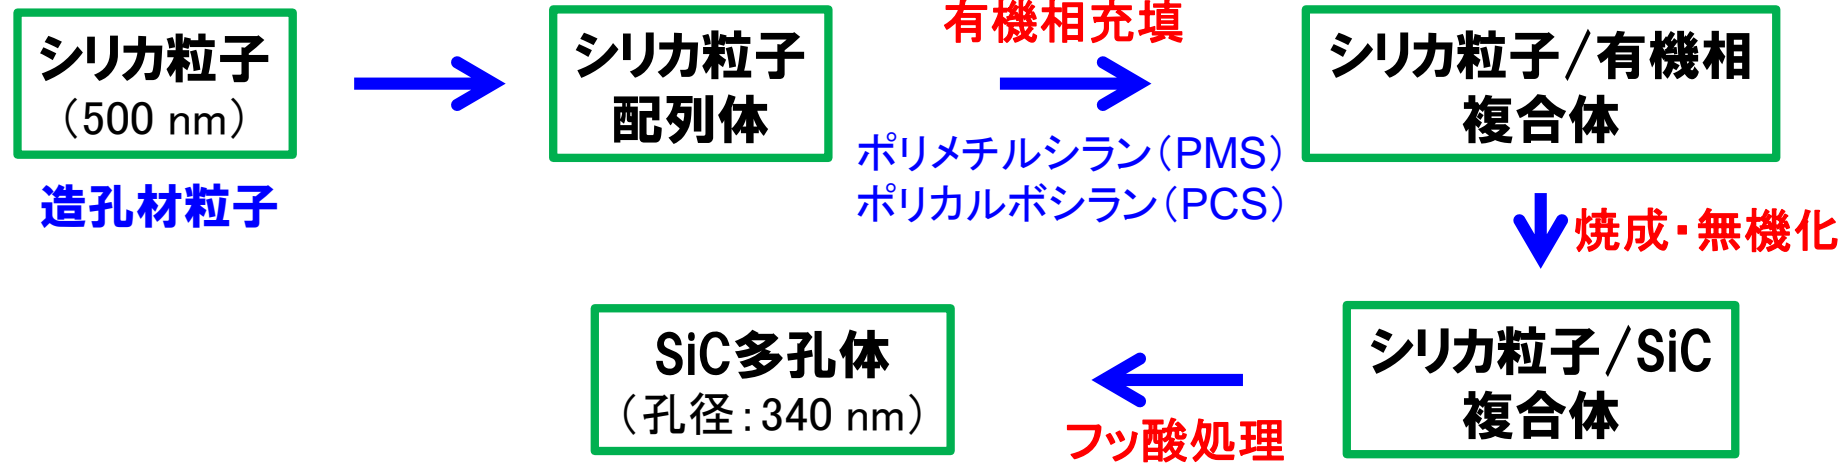 シリカ粒子
（500 nm）
造孔材粒子
シリカ粒子
配列体
有機相充填
ポリメチルシラン（PMS）
ポリカルボシラン（PCS）
シリカ粒子/有機相
複合体
焼成・無機化
シリカ粒子/SiC
複合体
フッ酸処理
SiC多孔体
（孔径：340 nm）